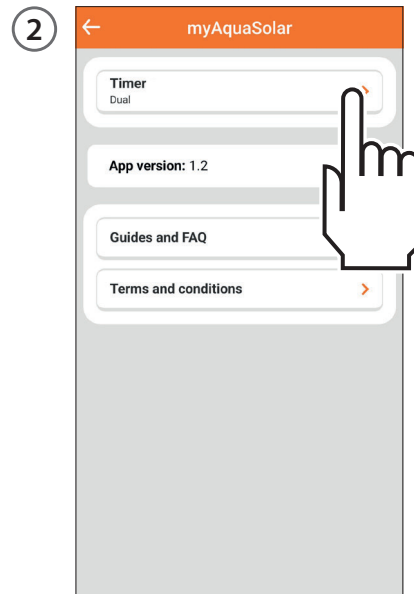 2
myAquaSolar
Timer
Dual
App version: 1.2
Guides and FAQ
Terms and conditions